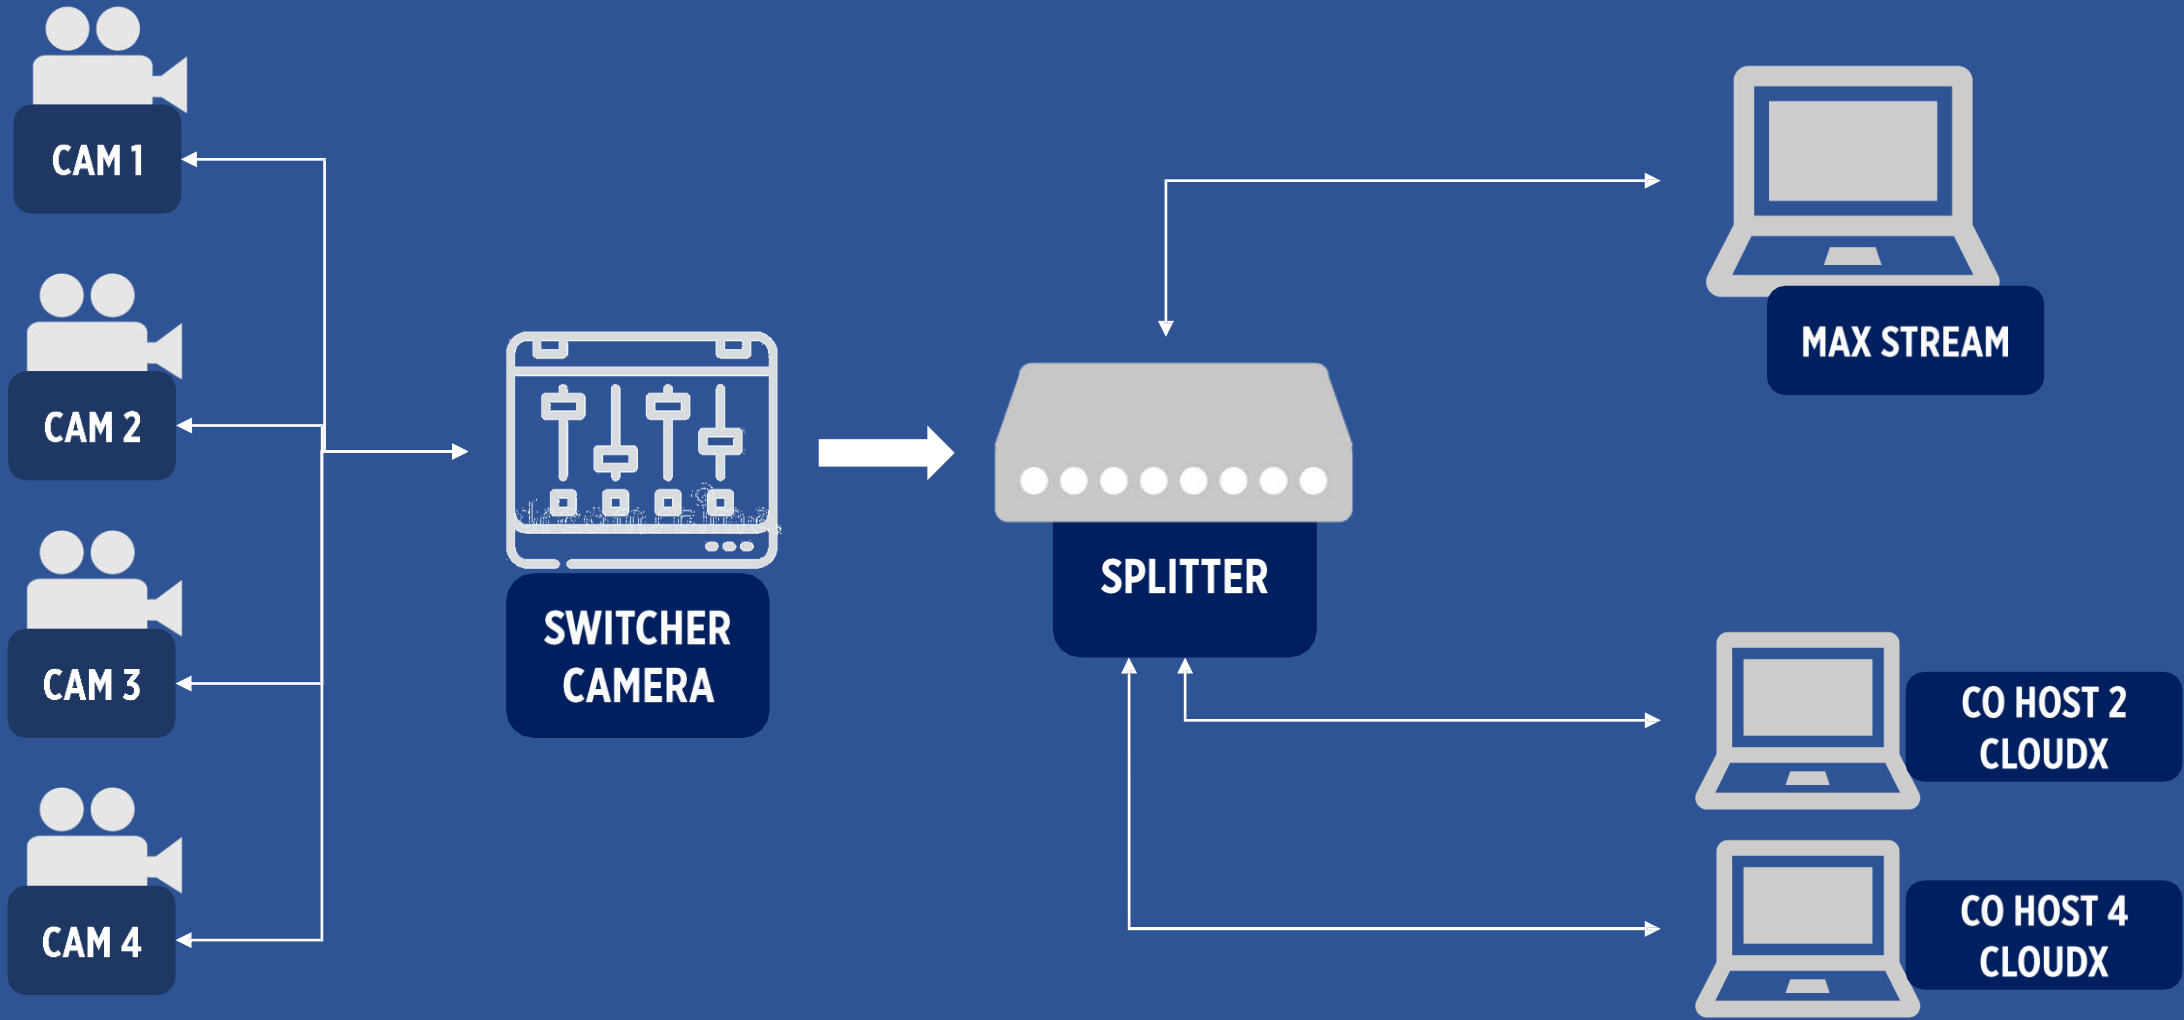 CAM 1
CAM 2
CAM 3
CAM 4
SWITCHER
CAMERA
SPLITTER
MAX STREAM
CO HOST 2
CLOUDX
CO HOST 4
CLOUDX